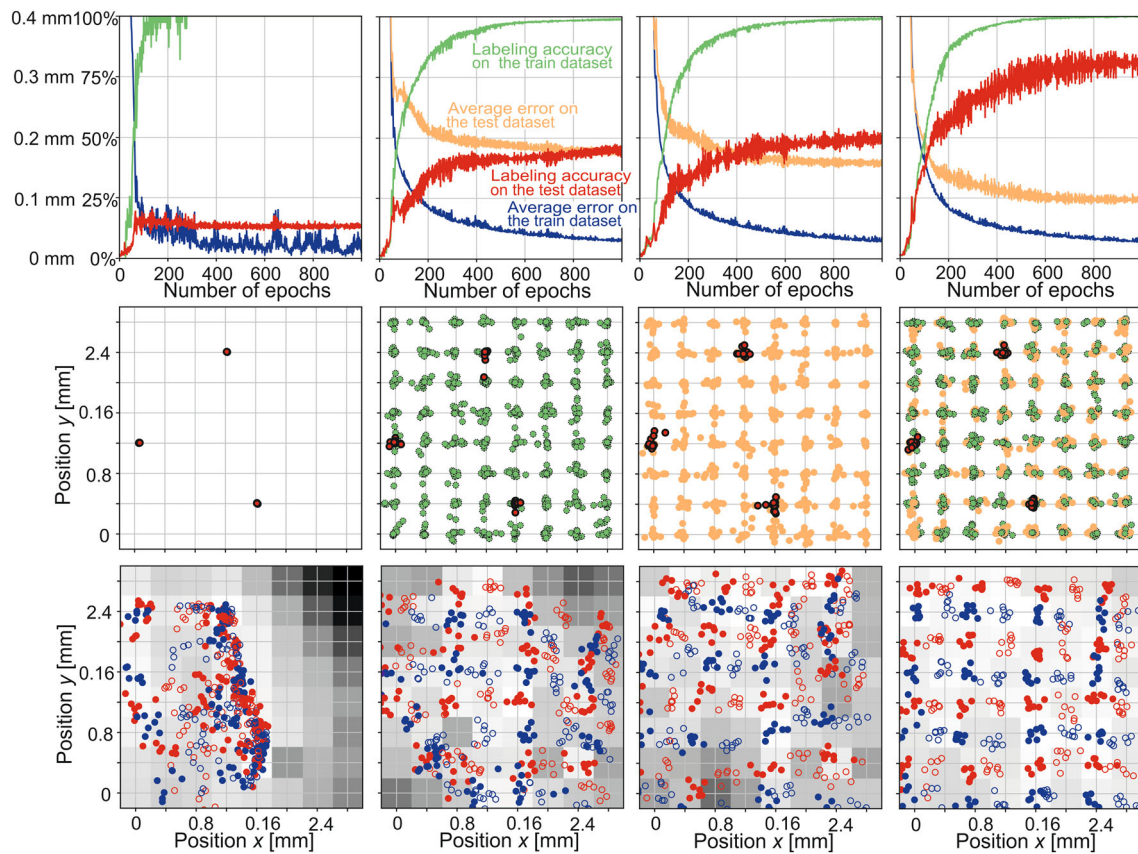 0.4 mm 100%
0.3 mm 75%
0.2 mm 50%
0.1 mm 25%
0 mm 0%
Labeling accuracy
on the train dataset
Average error on
the test dataset
Labeling accuracy
on the test dataset
Average error on
the train dataset
0 200 400 600 800
0 200 400 600 800
0 200 400 600 800
0 200 400 600 800
Number of epochs
Number of epochs
Number of epochs
Number of epochs
Position y [mm]
2.4
0.16
0.8
0
Position y [mm]
2.4
0.16
0.8
0
0 0.8 0.16 2.4
0 0.8 0.16 2.4
0 0.8 0.16 2.4
0 0.8 0.16 2.4
Position x [mm]
Position x [mm]
Position x [mm]
Position x [mm]